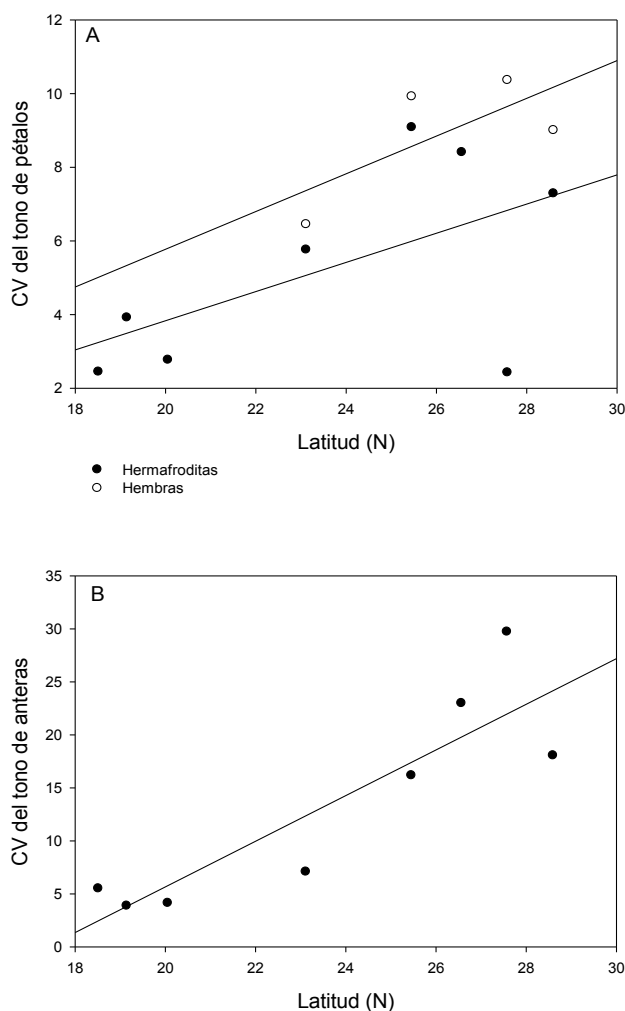 A
CV del tono de pétalos
12
10
8
6
4
2
18 20 22 24 26 28 30
Latitud (N)
Hermafroditas
Hembras
B
CV del tono de anteras
35
30
25
20
15
10
5
0
18 20 22 24 26 28 30
Latitud (N)